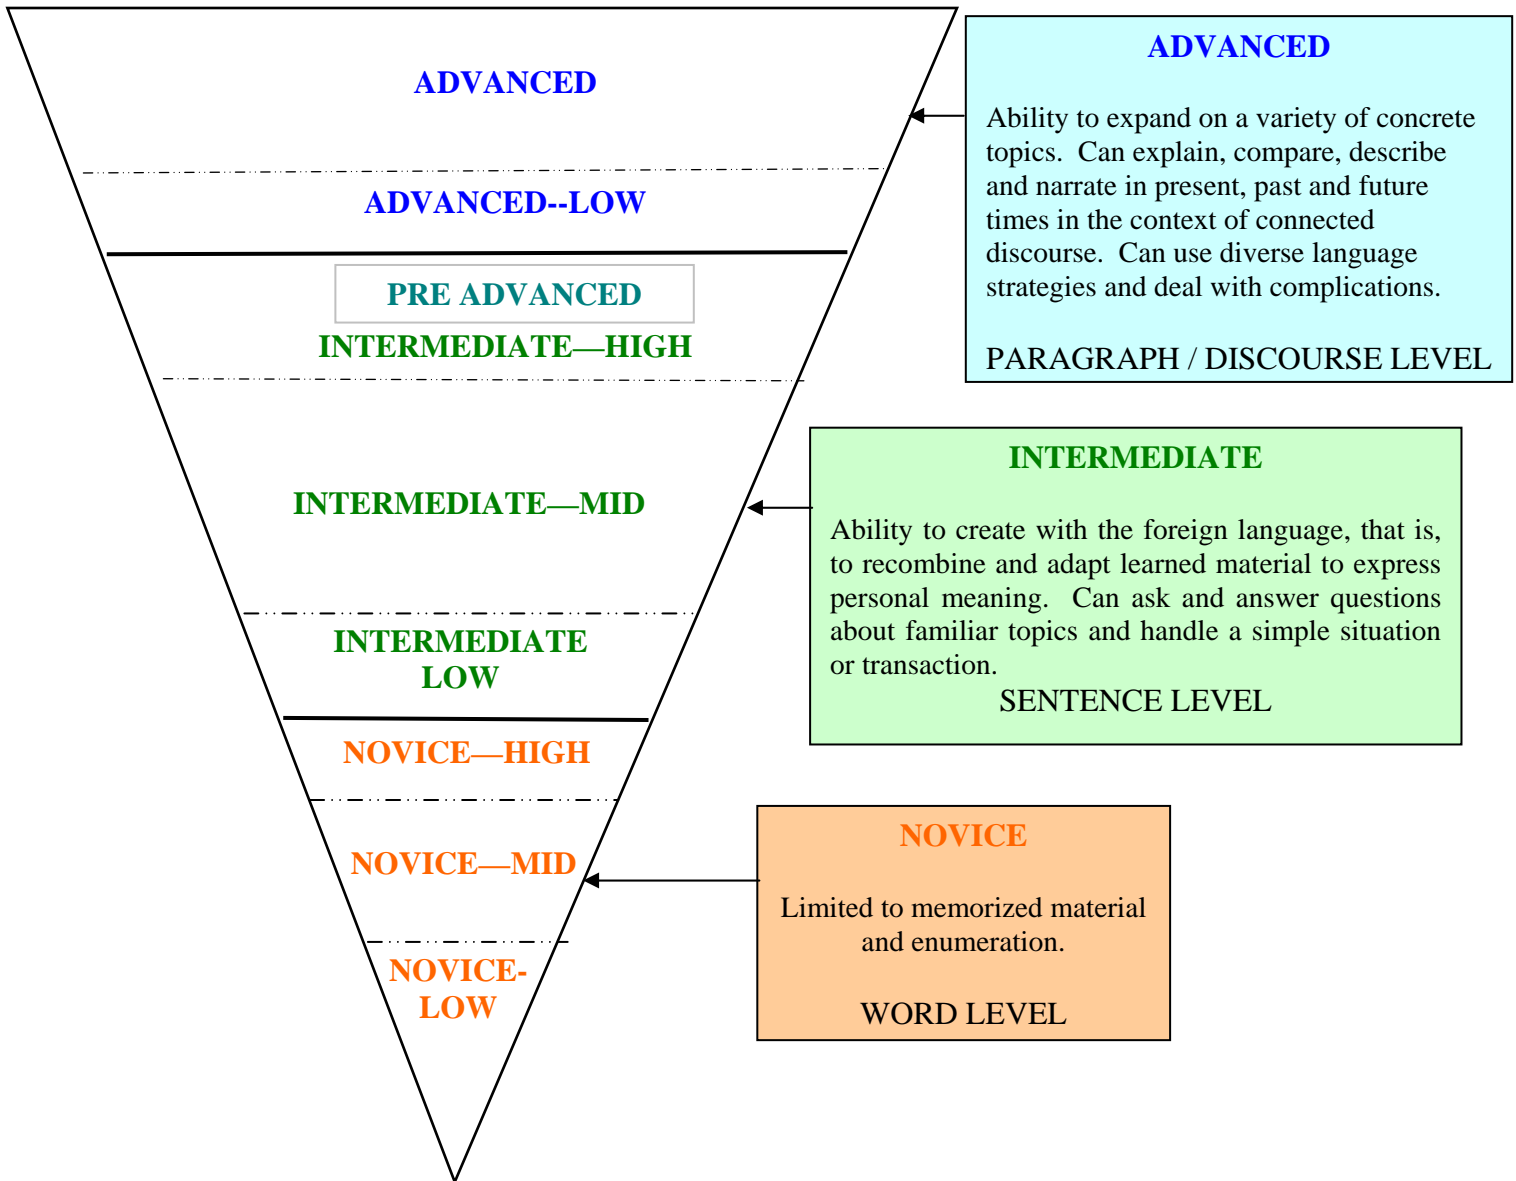 ADVANCED
ADVANCED--LOW
PRE ADVANCED
INTERMEDIATE—HIGH
INTERMEDIATE—MID
INTERMEDIATE
LOW
NOVICE—HIGH
NOVICE—MID
NOVICE-
LOW
ADVANCED
Ability to expand on a variety of concrete
topics.  Can explain, compare, describe
and narrate in present, past and future
times in the context of connected
discourse.  Can use diverse language
strategies and deal with complications.
PARAGRAPH / DISCOURSE LEVEL
INTERMEDIATE
Ability to create with the foreign language, that is,
to recombine and adapt learned material to express
personal meaning.  Can ask and answer questions
about familiar topics and handle a simple situation
or transaction.
SENTENCE LEVEL
NOVICE
Limited to memorized material
and enumeration.
WORD LEVEL